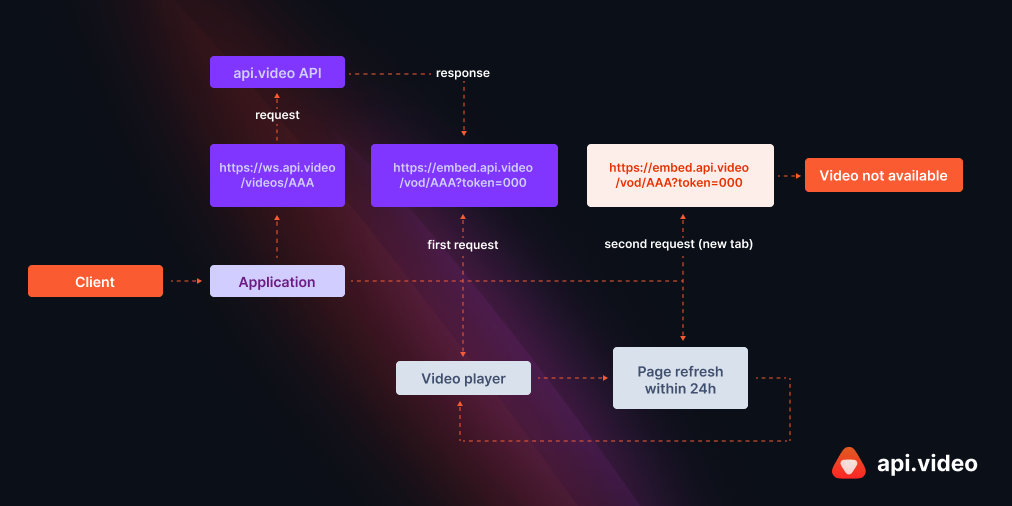 api.video API
response
request
https://ws.api.video
/videos/AAA
https://embed.api.video
/vod/AAA?token=000
https://embed.api.video
/vod/AAA?token=000
Video not available
first request
second request (new tab)
Client
Application
Video player
Page refresh
within 24h
api.video